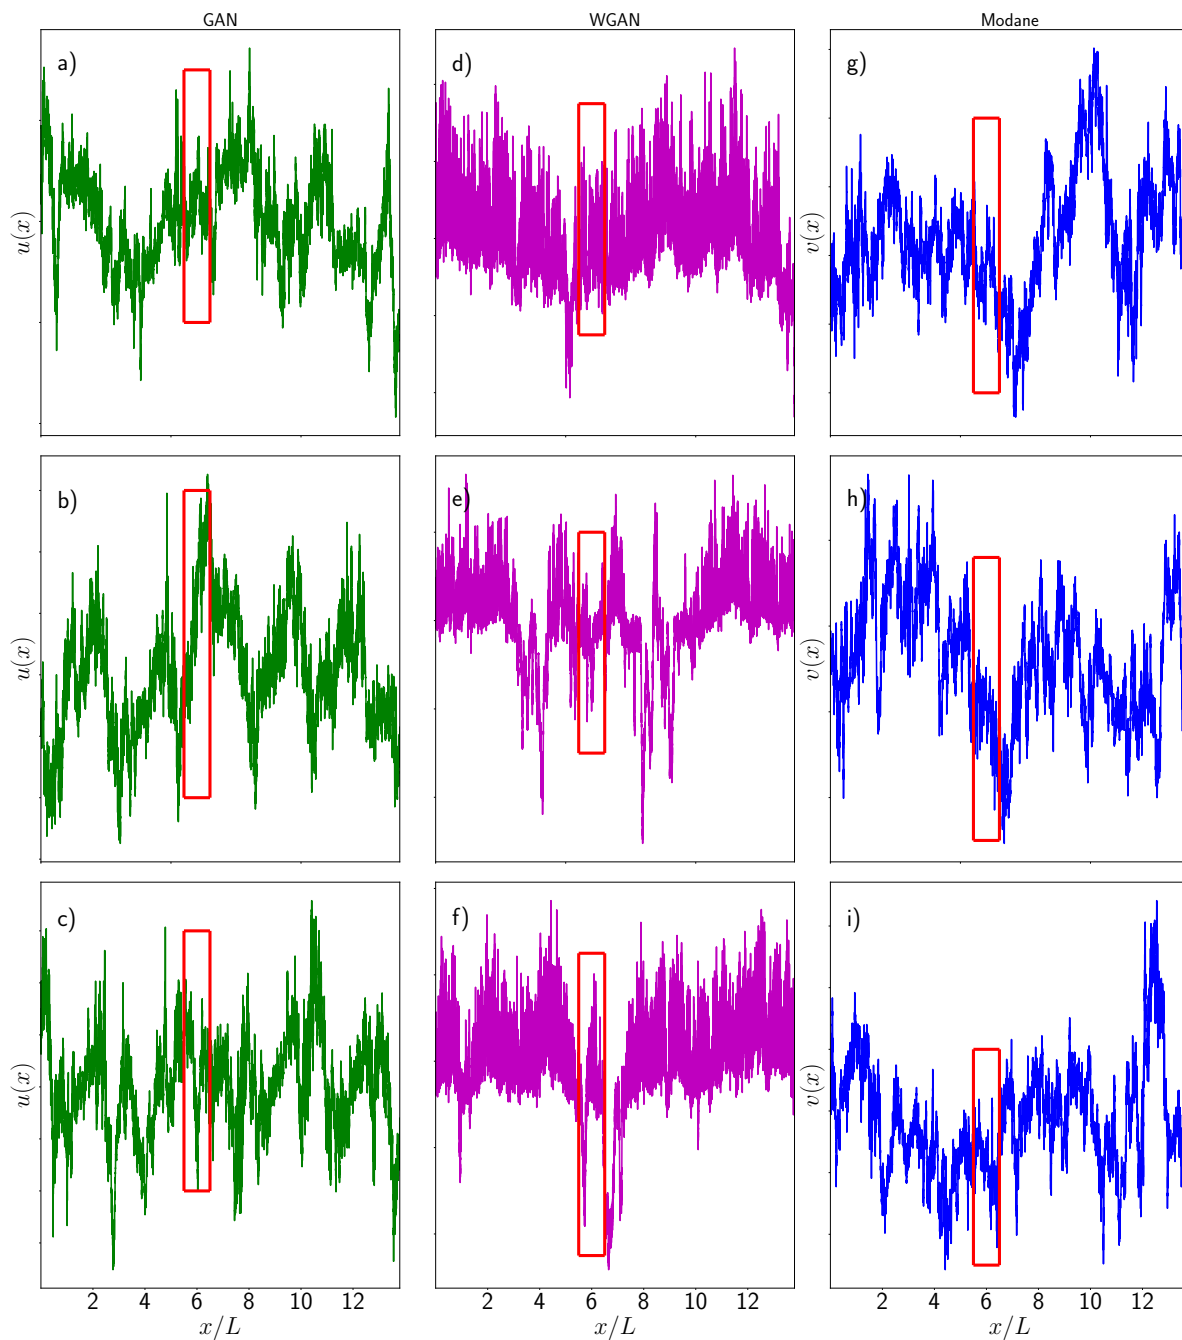 GAN WGAN Modane
a) d) g)
u(x) v(x)
b) e) h)
u(x) v(x)
c) f) i)
u(x) v(x)
2 4 6 8 10 12 2 4 6 8 10 12 2 4 6 8 10 12
x/L x/L x/L